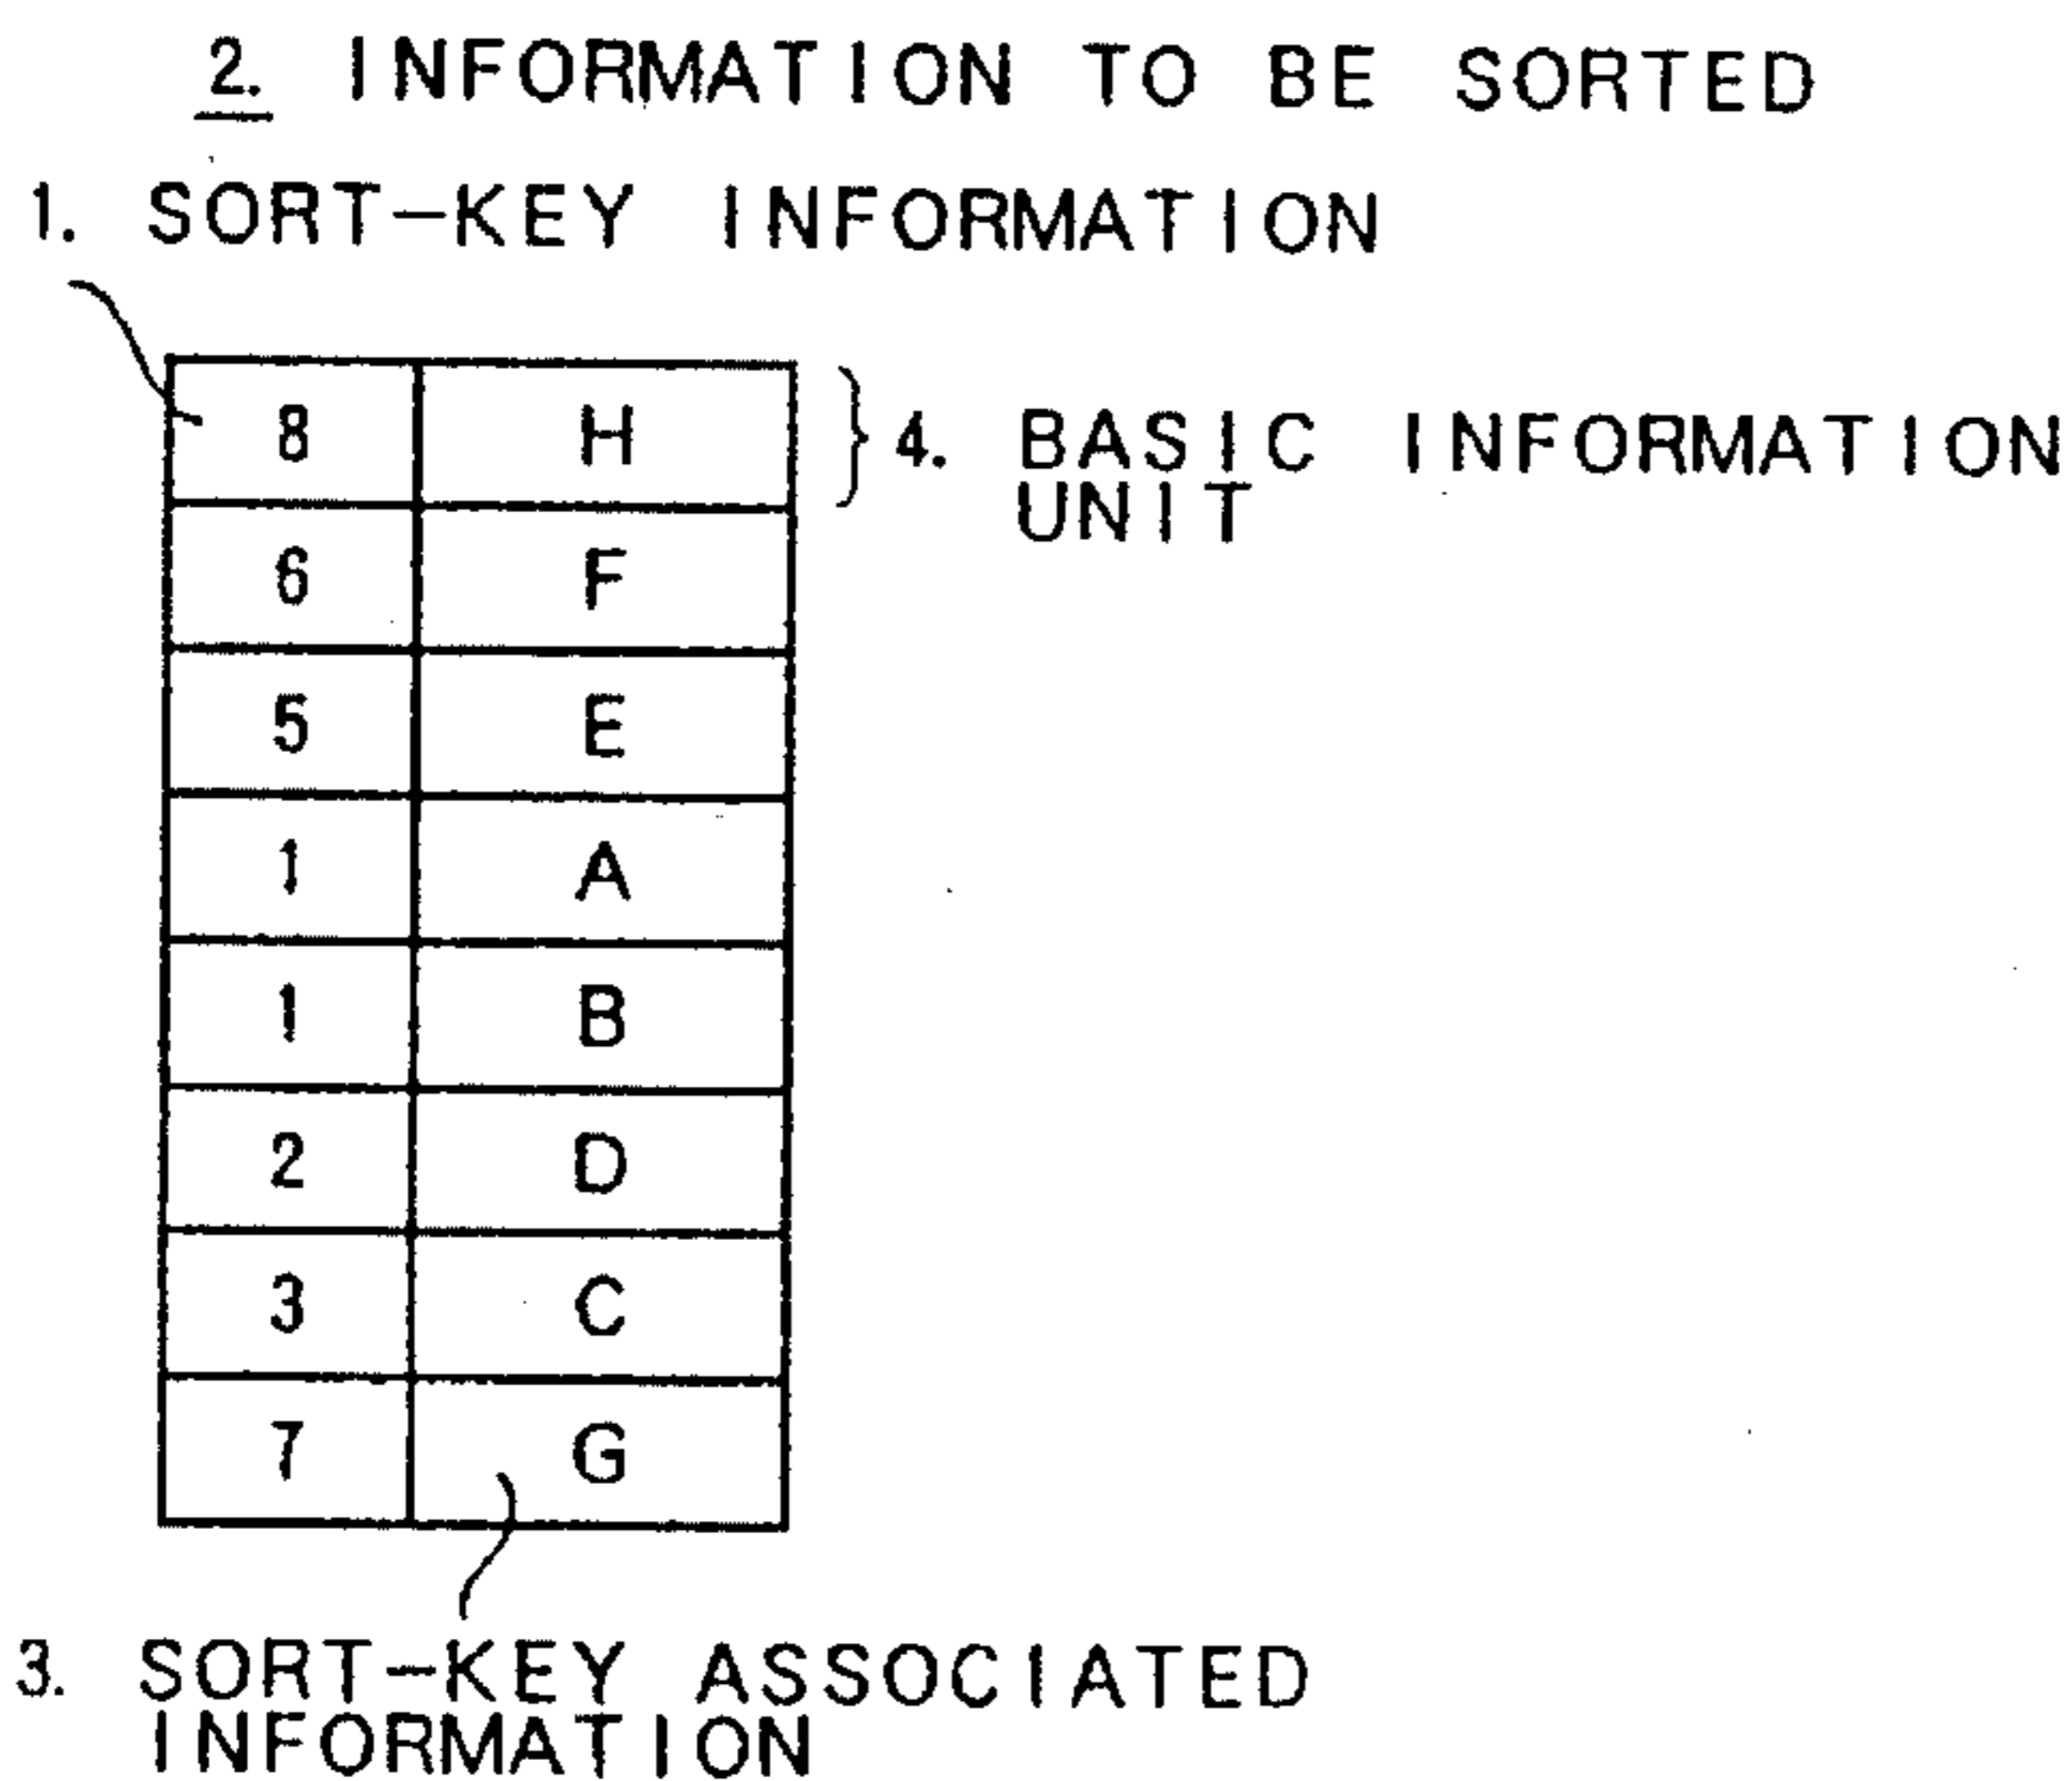 2. INFORMATION TO BE SORTED
1. SORT-KEY INFORMATION
8 H
4. BASIC INFORMATION
UNIT
6 F
5 E
1 A
1 B
2 D
3 C
7 G
3. SORT-KEY ASSOCIATED
INFORMATION